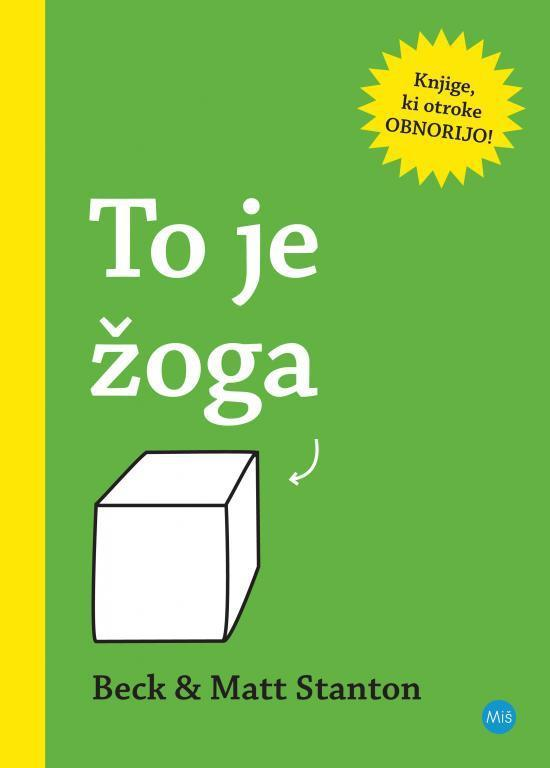 Knjige,
ki otroke
OBNORIJO!
To je
žoga
Beck & Matt Stanton
Miš